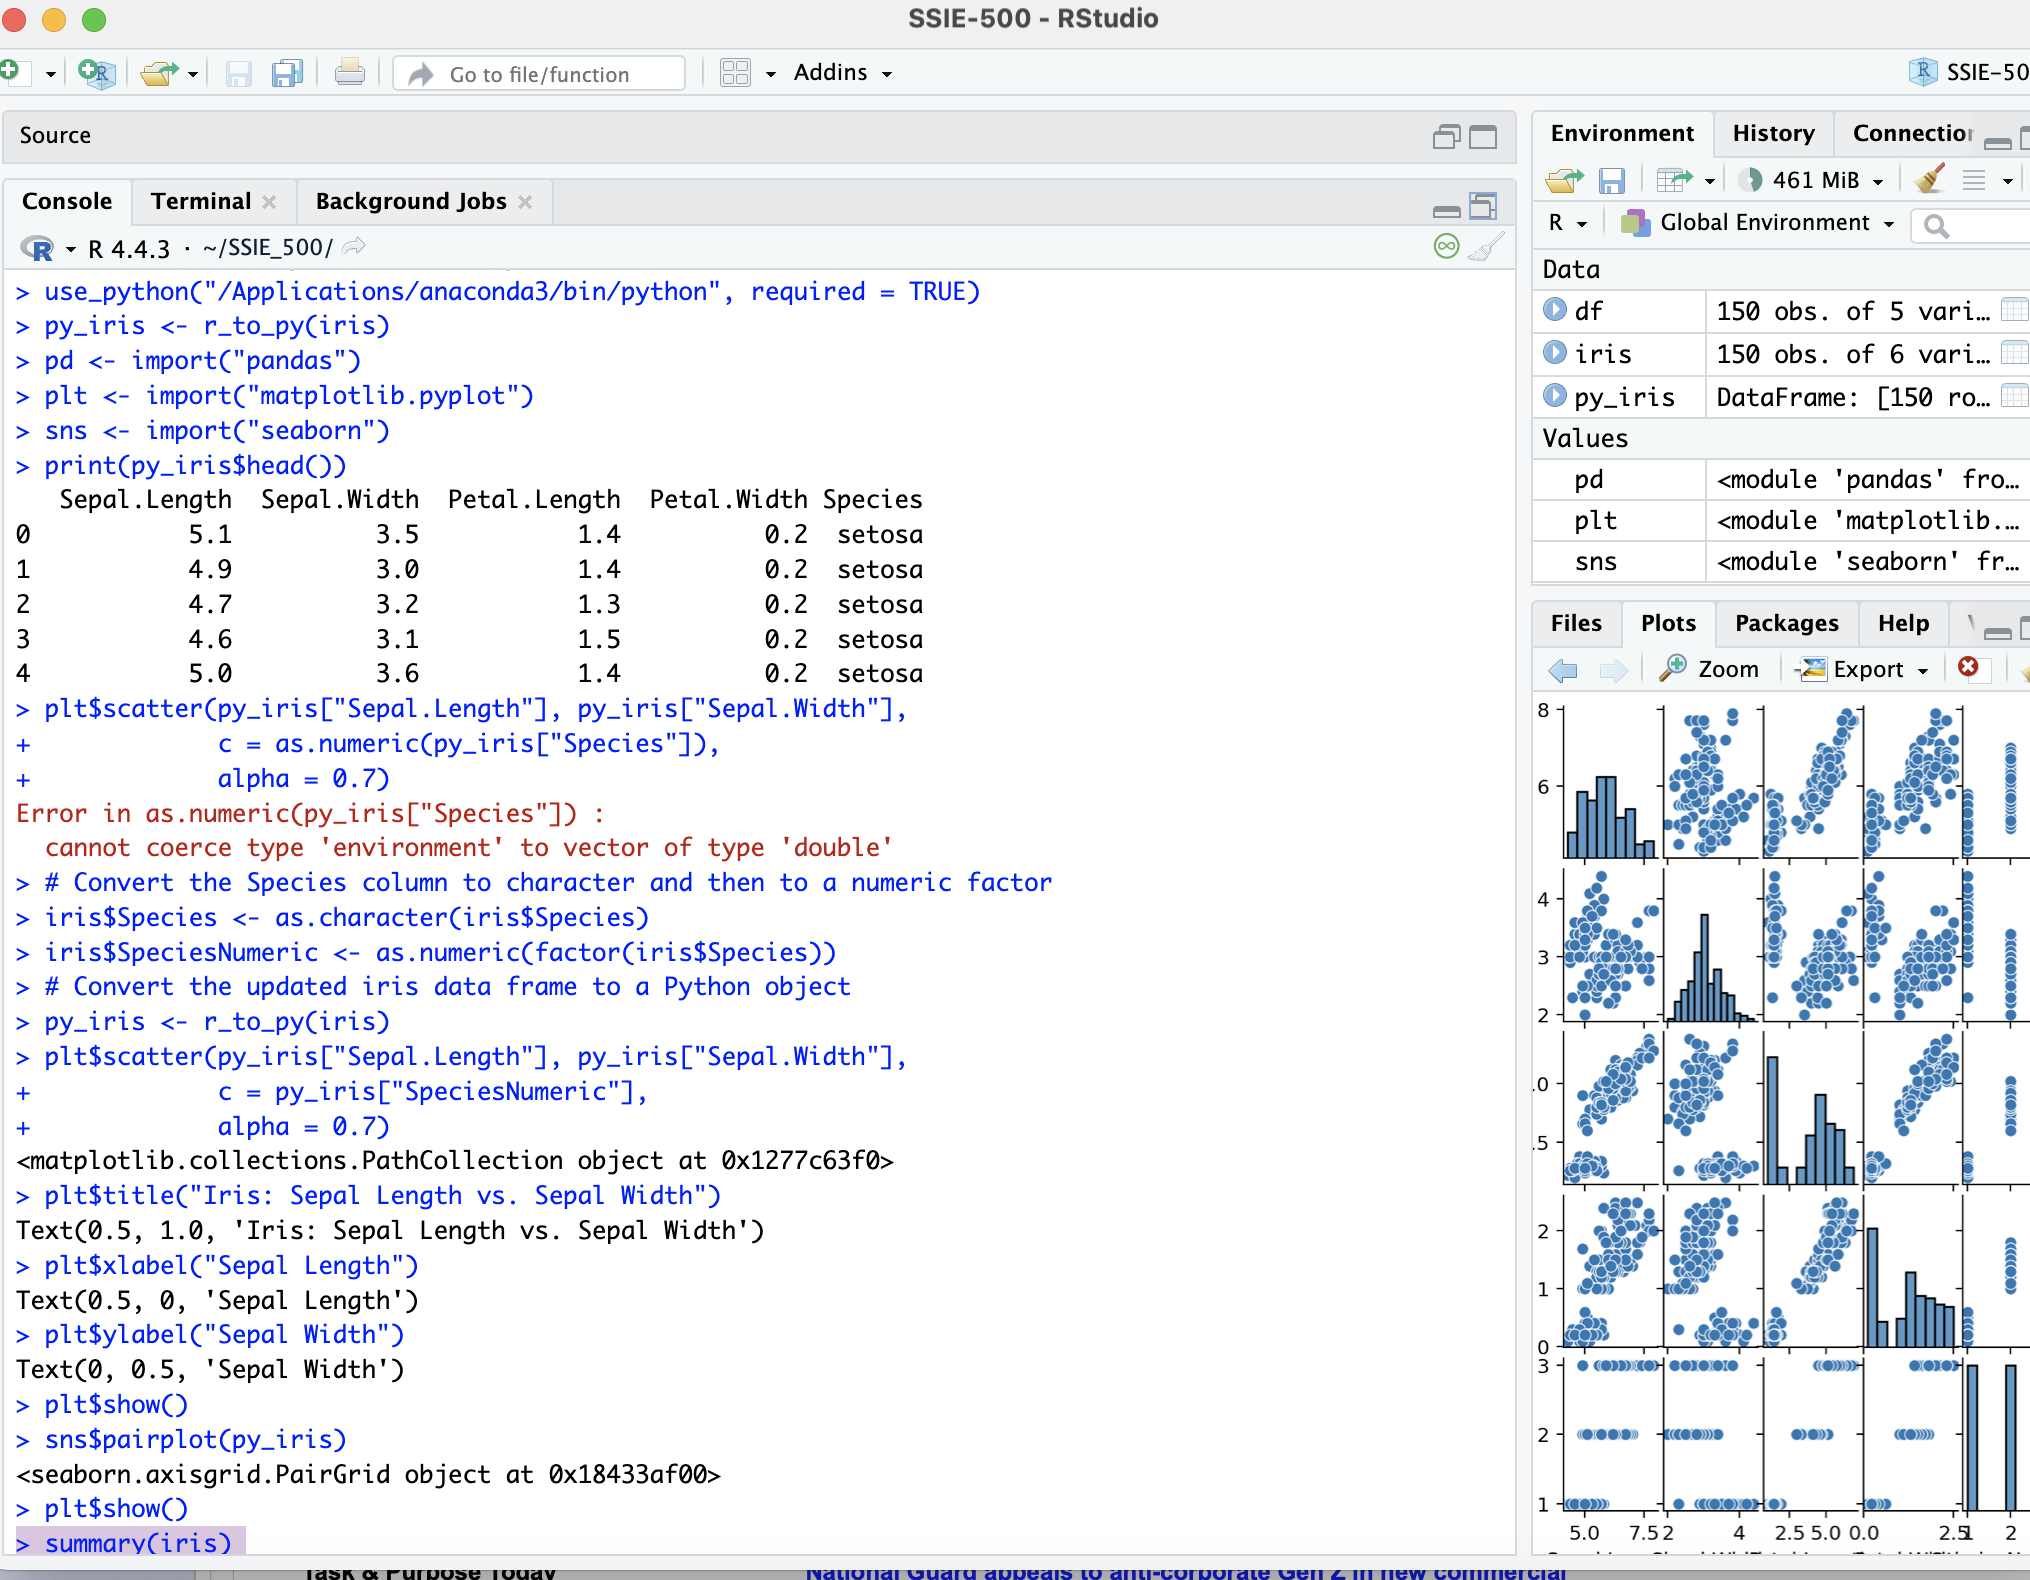 SSIE-500 - RStudio
Go to file/function
Addins
SSIE-50
Source
Console Terminal Background Jobs
R 4.4.3 · ~/SSIE_500/
> use_python("/Applications/anaconda3/bin/python", required = TRUE)
> py_iris <- r_to_py(iris)
> pd <- import("pandas")
> plt <- import("matplotlib.pyplot")
> sns <- import("seaborn")
> print(py_iris$head())
Sepal.Length Sepal.Width Petal.Length Petal.Width Species
0 5.1 3.5 1.4 0.2 setosa
1 4.9 3.0 1.4 0.2 setosa
2 4.7 3.2 1.3 0.2 setosa
3 4.6 3.1 1.5 0.2 setosa
4 5.0 3.6 1.4 0.2 setosa
> plt$scatter(py_iris["Sepal.Length"], py_iris["Sepal.Width"],
+ c = as.numeric(py_iris["Species"]),
+ alpha = 0.7)
Error in as.numeric(py_iris["Species"]) :
cannot coerce type 'environment' to vector of type 'double'
> # Convert the Species column to character and then to a numeric factor
> iris$Species <- as.character(iris$Species)
> iris$SpeciesNumeric <- as.numeric(factor(iris$Species))
> # Convert the updated iris data frame to a Python object
> py_iris <- r_to_py(iris)
> plt$scatter(py_iris["Sepal.Length"], py_iris["Sepal.Width"],
+ c = py_iris["SpeciesNumeric"],
+ alpha = 0.7)
<matplotlib.collections.PathCollection object at 0x1277c63f0>
> plt$title("Iris: Sepal Length vs. Sepal Width")
Text(0.5, 1.0, 'Iris: Sepal Length vs. Sepal Width')
> plt$xlabel("Sepal Length")
Text(0.5, 0, 'Sepal Length')
> plt$ylabel("Sepal Width")
Text(0, 0.5, 'Sepal Width')
> plt$show()
> sns$pairplot(py_iris)
<seaborn.axisgrid.PairGrid object at 0x18433af00>
> plt$show()
> summary(iris)
Environment History Connectio
461 MiB
R Global Environment
Data
df 150 obs. of 5 vari…
iris 150 obs. of 6 vari…
py_iris DataFrame: [150 ro…
Values
pd <module 'pandas' fro…
plt <module 'matplotlib.…
sns <module 'seaborn' fr…
Files Plots Packages Help
Zoom Export
8
6
4
3
2
.0
.5
2
1
0
3
2
1
5.0 7.5 2 4 2.5 5.0 0.0 2.5 1 2
Task & Purpose Today
National Guard appeals to anti-corporate Gen Z in new commercial